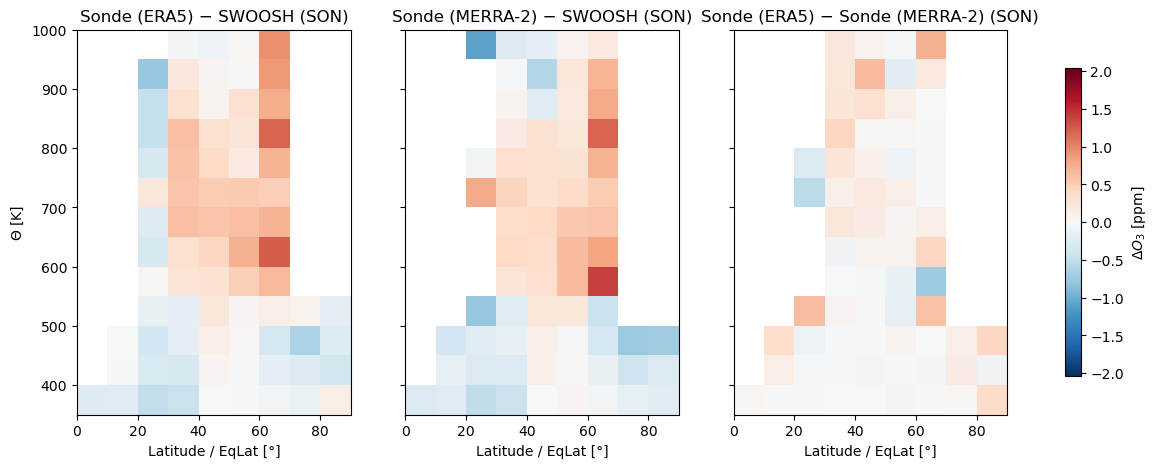 Sonde (ERA5) − SWOOSH (SON)
Sonde (MERRA-2) − SWOOSH (SON)
Sonde (ERA5) − Sonde (MERRA-2) (SON)
1000
900
800
700
600
500
400
Θ [K]
0 20 40 60 80
0 20 40 60 80
0 20 40 60 80
Latitude / EqLat [°]
Latitude / EqLat [°]
Latitude / EqLat [°]
2.0
1.5
1.0
0.5
0.0
−0.5
−1.0
−1.5
−2.0
ΔO₃ [ppm]